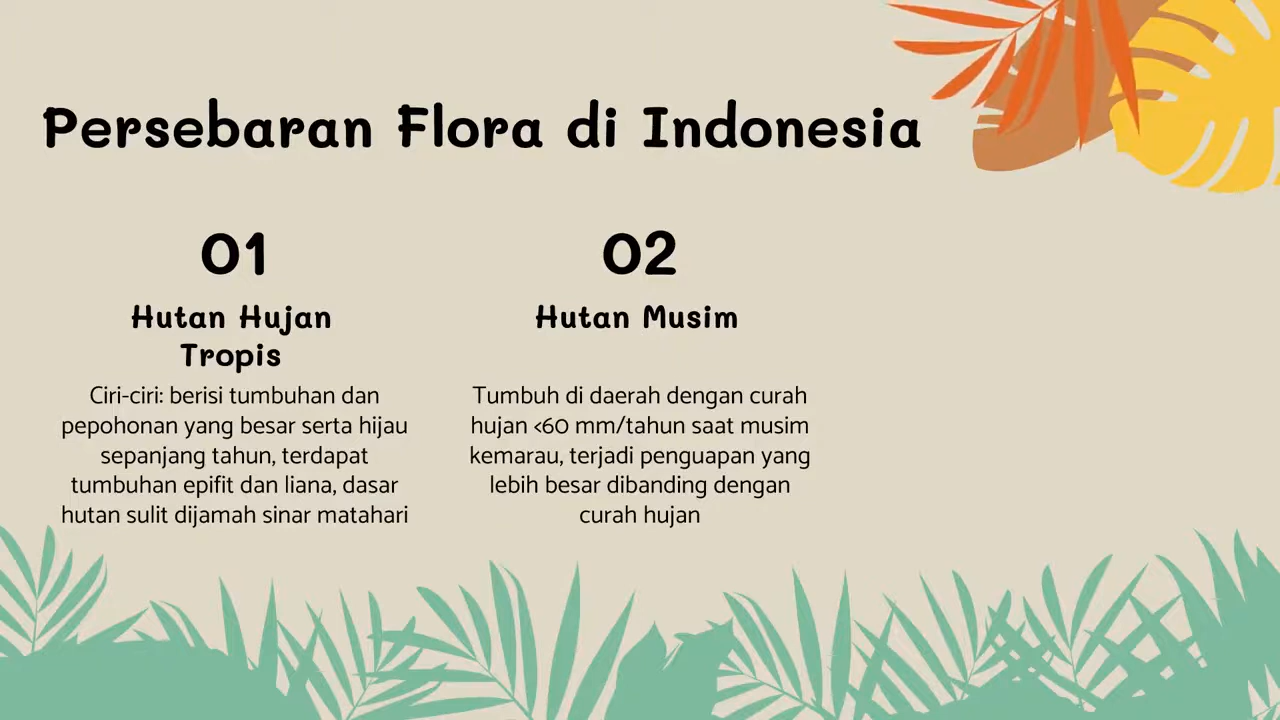 Persebaran Flora di Indonesia
01
Hutan Hujan
Tropis
Ciri-ciri: berisi tumbuhan dan
pepohonan yang besar serta hijau
sepanjang tahun, terdapat
tumbuhan epifit dan liana, dasar
hutan sulit dijamah sinar matahari
02
Hutan Musim
Tumbuh di daerah dengan curah
hujan <60 mm/tahun saat musim
kemarau, terjadi penguapan yang
lebih besar dibanding dengan
curah hujan